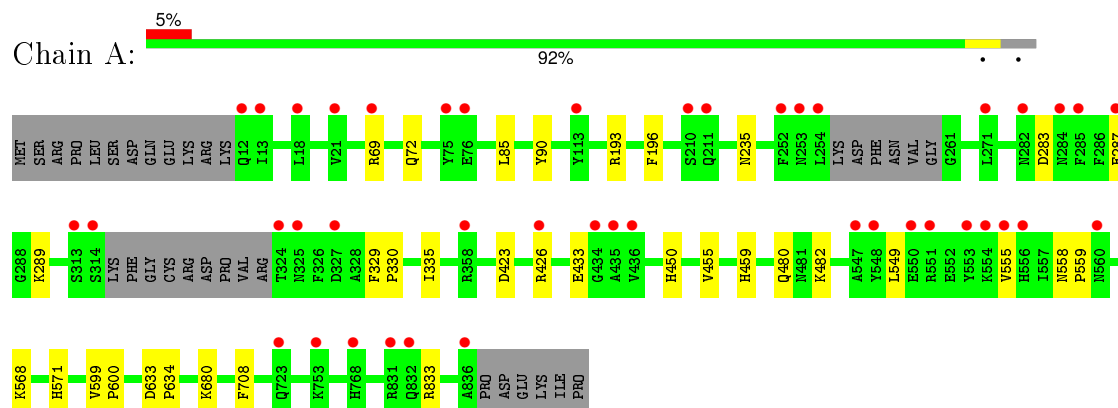 5%
Chain A:
92%
MET SER ARG PRO LEU SER ASP GLN GLU LYS ARG LYS Q12 I13 L18 V21 R69 Q72 Y75 E76 L85 Y90 Y113 R193 F196 S210 Q211 N235 F252 N253 L254 LYS ASP PHE ASN VAL GLY G261 L271 N282 D283 N284 F285 F286
G288 K289 S313 S314 LYS PHE GLY CYS ARG ASP PRO VAL ARG T324 N325 F326 D327 A328 F329 P330 I335 R358 D423 R426 E433 G434 A435 V436 H450 V455 H459 Q480 N481 K482 A547 Y548 L549 E550 R551 E552 Y553 K554 V555 H556 I557 N558 P559 N560
K568 H571 V599 P600 D633 P634 K680 F708 Q723 K753 H768 R831 Q832 R833 A836 PRO ASP GLU LYS ILE PRO